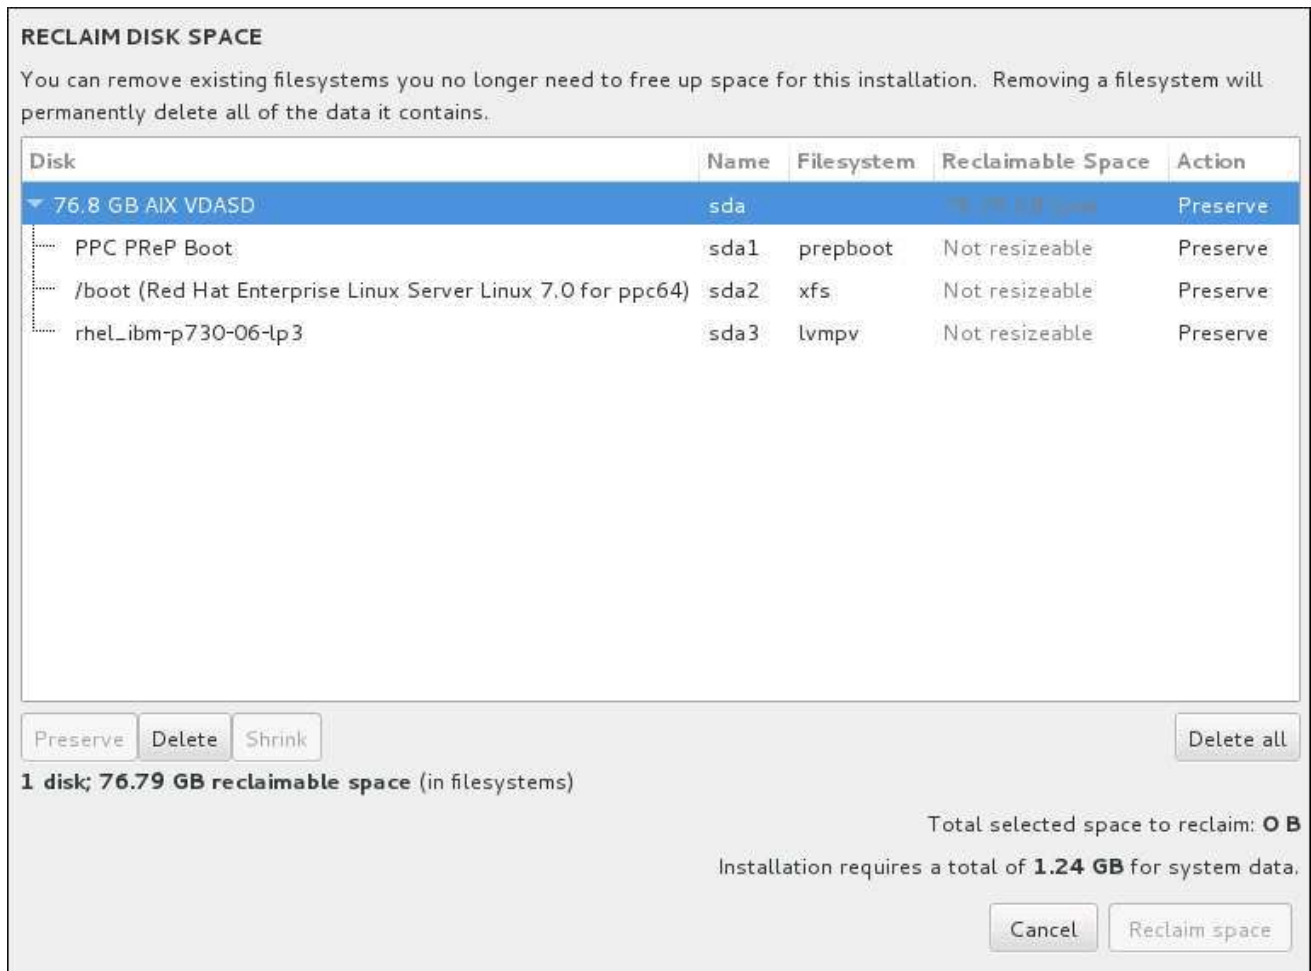 RECLAIM DISK SPACE
You can remove existing filesystems you no longer need to free up space for this installation. Removing a filesystem will
permanently delete all of the data it contains.
Disk Name Filesystem Reclaimable Space Action
76.8 GB AIX VDASD sda Preserve
PPC PReP Boot sda1 prepboot Not resizeable Preserve
/boot (Red Hat Enterprise Linux Server Linux 7.0 for ppc64) sda2 xfs Not resizeable Preserve
rhel_ibm-p730-06-lp3 sda3 lvmpv Not resizeable Preserve
Preserve Delete Shrink Delete all
1 disk; 76.79 GB reclaimable space (in filesystems)
Total selected space to reclaim: 0 B
Installation requires a total of 1.24 GB for system data.
Cancel Reclaim space